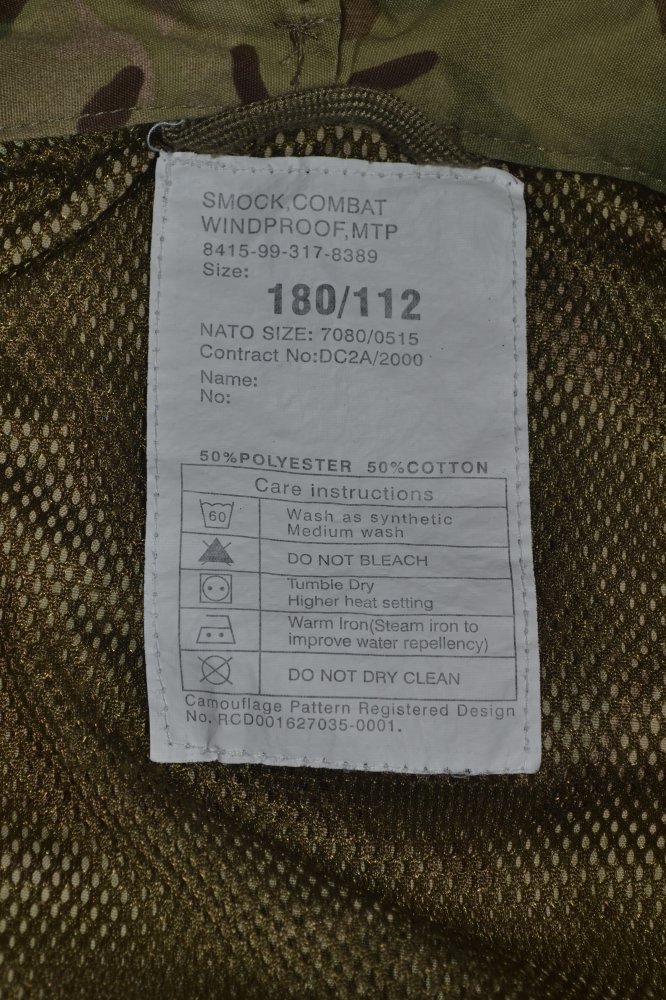 SMOCK,COMBAT
WINDPROOF,MTP
8415-99-317-8389
Size:
180/112
NATO SIZE: 7080/0515
Contract No:DC2A/2000
Name:
No:
50%POLYESTER 50%COTTON
Care instructions
60
Wash as synthetic
Medium wash
DO NOT BLEACH
Tumble Dry
Higher heat setting
Warm Iron(Steam iron to
improve water repellency)
DO NOT DRY CLEAN
Camouflage Pattern Registered Design
No. RCD001627035-0001.